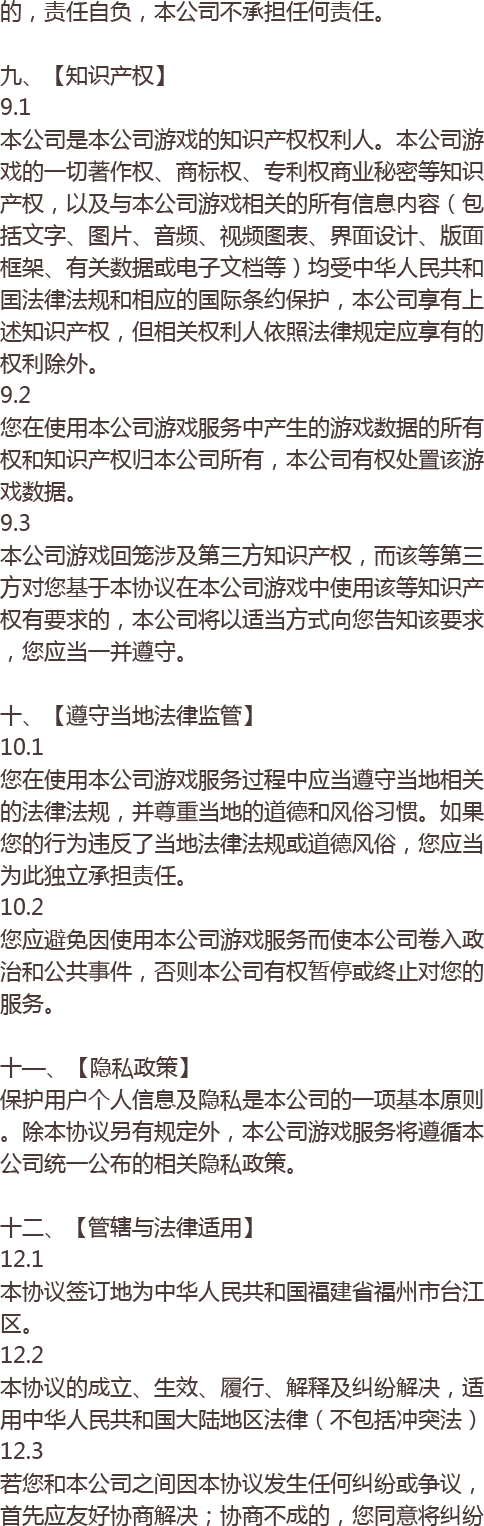 的，责任自负，本公司不承担任何责任。
九、【知识产权】
9.1
本公司是本公司游戏的知识产权权利人。本公司游
戏的一切著作权、商标权、专利权商业秘密等知识
产权，以及与本公司游戏相关的所有信息内容（包
括文字、图片、音频、视频图表、界面设计、版面
框架、有关数据或电子文档等）均受中华人民共和
国法律法规和相应的国际条约保护，本公司享有上
述知识产权，但相关权利人依照法律规定应享有的
权利除外。
9.2
您在使用本公司游戏服务中产生的游戏数据的所有
权和知识产权归本公司所有，本公司有权处置该游
戏数据。
9.3
本公司游戏回笼涉及第三方知识产权，而该等第三
方对您基于本协议在本公司游戏中使用该等知识产
权有要求的，本公司将以适当方式向您告知该要求
，您应当一并遵守。
十、【遵守当地法律监管】
10.1
您在使用本公司游戏服务过程中应当遵守当地相关
的法律法规，并尊重当地的道德和风俗习惯。如果
您的行为违反了当地法律法规或道德风俗，您应当
为此独立承担责任。
10.2
您应避免因使用本公司游戏服务而使本公司卷入政
治和公共事件，否则本公司有权暂停或终止对您的
服务。
十一、【隐私政策】
保护用户个人信息及隐私是本公司的一项基本原则
。除本协议另有规定外，本公司游戏服务将遵循本
公司统一公布的相关隐私政策。
十二、【管辖与法律适用】
12.1
本协议签订地为中华人民共和国福建省福州市台江
区。
12.2
本协议的成立、生效、履行、解释及纠纷解决，适
用中华人民共和国大陆地区法律（不包括冲突法）
12.3
若您和本公司之间因本协议发生任何纠纷或争议，
首先应友好协商解决；协商不成的，您同意将纠纷